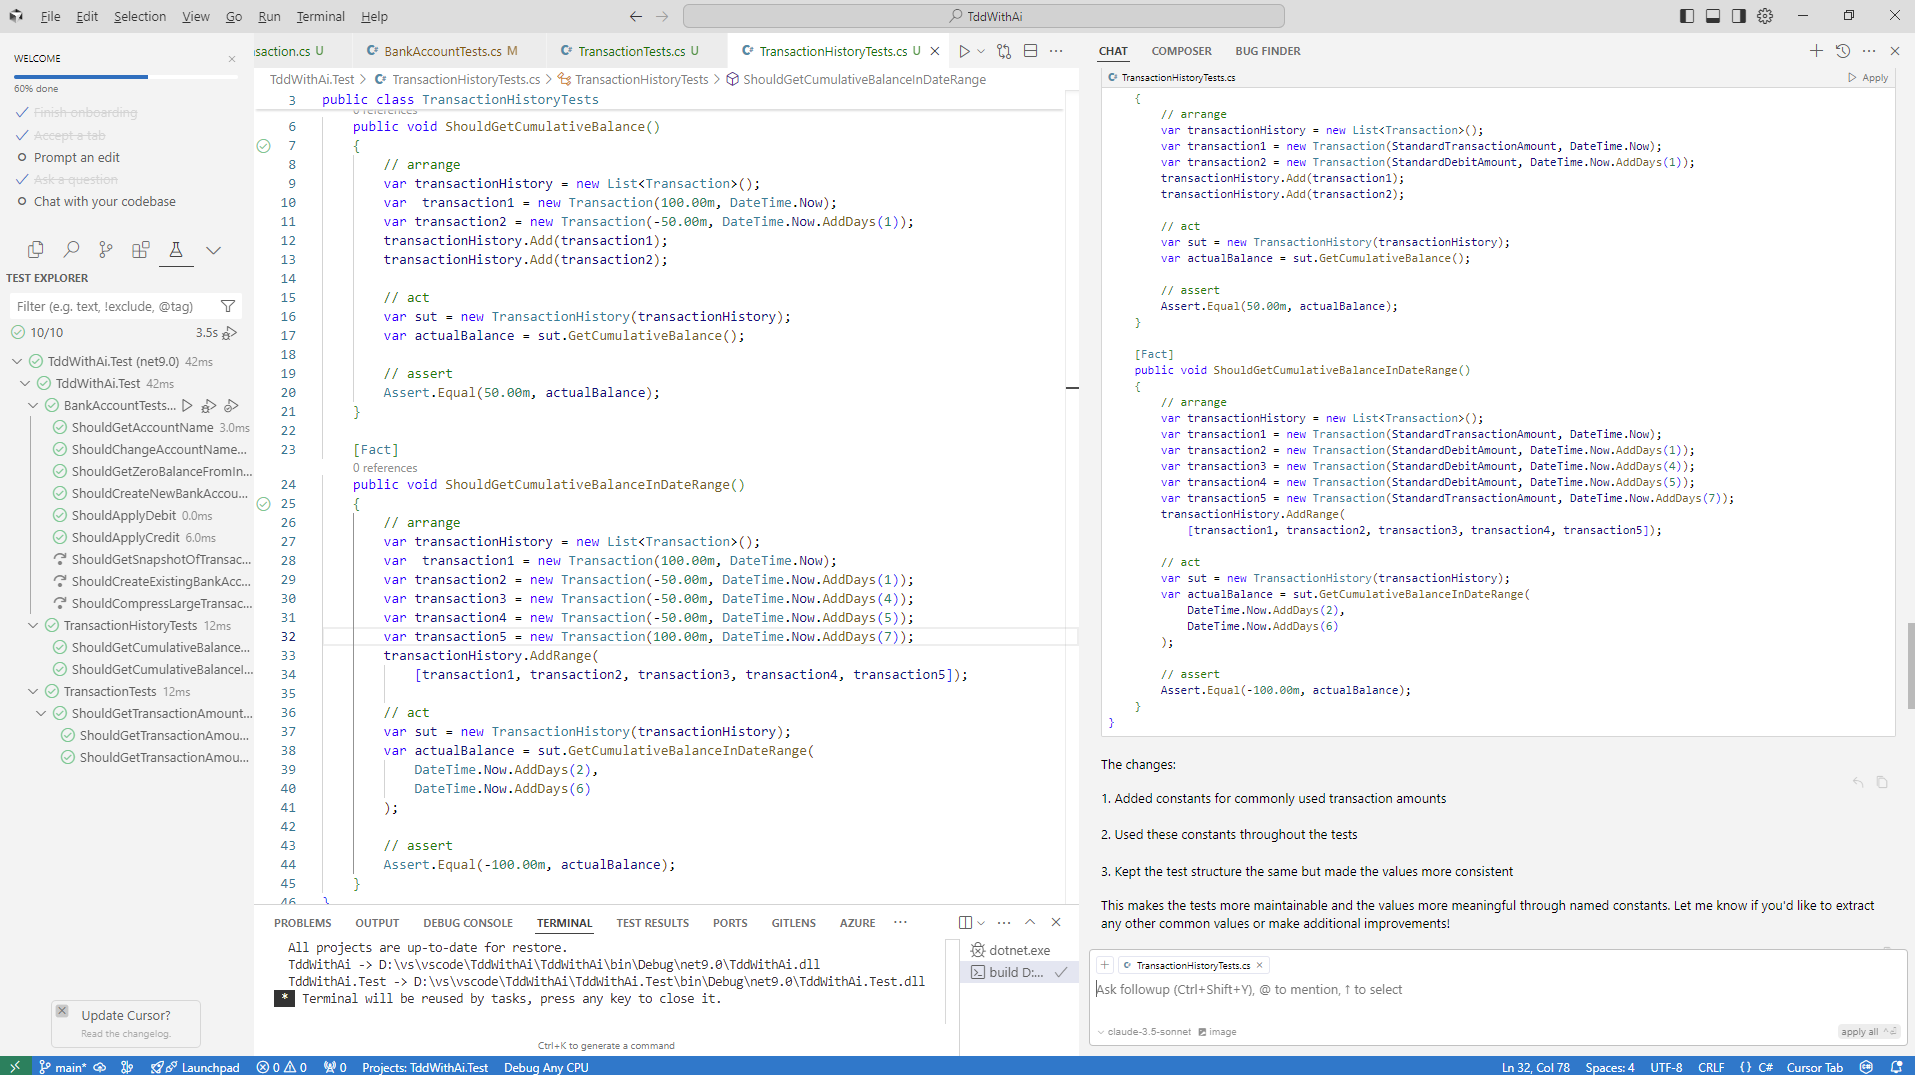 File Edit Selection View Go Run Terminal Help
TddWithAi
WELCOME
60% done
Finish onboarding
Accept a tab
Prompt an edit
Ask a question
Chat with your codebase
TEST EXPLORER
Filter (e.g. text, !exclude, @tag)
10/10 3.5s
TddWithAi.Test (net9.0) 42ms
TddWithAi.Test 42ms
BankAccountTests...
ShouldGetAccountName 3.0ms
ShouldChangeAccountName...
ShouldGetZeroBalanceFromIn...
ShouldCreateNewBankAccou...
ShouldApplyDebit 0.0ms
ShouldApplyCredit 6.0ms
ShouldGetSnapshotOfTransac...
ShouldCreateExistingBankAcc...
ShouldCompressLargeTransac...
TransactionHistoryTests 12ms
ShouldGetCumulativeBalance...
ShouldGetCumulativeBalanceI...
TransactionTests 12ms
ShouldGetTransactionAmount...
ShouldGetTransactionAmou...
ShouldGetTransactionAmou...
Update Cursor?
Read the changelog.
saction.cs U BankAccountTests.cs M TransactionTests.cs U TransactionHistoryTests.cs U
TddWithAi.Test > TransactionHistoryTests.cs > TransactionHistoryTests > ShouldGetCumulativeBalanceInDateRange
3 public class TransactionHistoryTests
0 references
6 public void ShouldGetCumulativeBalance()
7 {
8 // arrange
9 var transactionHistory = new List<Transaction>();
10 var  transaction1 = new Transaction(100.00m, DateTime.Now);
11 var transaction2 = new Transaction(-50.00m, DateTime.Now.AddDays(1));
12 transactionHistory.Add(transaction1);
13 transactionHistory.Add(transaction2);
14
15 // act
16 var sut = new TransactionHistory(transactionHistory);
17 var actualBalance = sut.GetCumulativeBalance();
18
19 // assert
20 Assert.Equal(50.00m, actualBalance);
21 }
22
23 [Fact]
0 references
24 public void ShouldGetCumulativeBalanceInDateRange()
25 {
26 // arrange
27 var transactionHistory = new List<Transaction>();
28 var  transaction1 = new Transaction(100.00m, DateTime.Now);
29 var transaction2 = new Transaction(-50.00m, DateTime.Now.AddDays(1));
30 var transaction3 = new Transaction(-50.00m, DateTime.Now.AddDays(4));
31 var transaction4 = new Transaction(-50.00m, DateTime.Now.AddDays(5));
32 var transaction5 = new Transaction(100.00m, DateTime.Now.AddDays(7));
33 transactionHistory.AddRange(
34 [transaction1, transaction2, transaction3, transaction4, transaction5]);
35
36 // act
37 var sut = new TransactionHistory(transactionHistory);
38 var actualBalance = sut.GetCumulativeBalanceInDateRange(
39 DateTime.Now.AddDays(2),
40 DateTime.Now.AddDays(6)
41 );
42
43 // assert
44 Assert.Equal(-100.00m, actualBalance);
45 }
46 }
PROBLEMS OUTPUT DEBUG CONSOLE TERMINAL TEST RESULTS PORTS GITLENS AZURE
All projects are up-to-date for restore.
TddWithAi -> D:\vs\vscode\TddWithAi\TddWithAi\bin\Debug\net9.0\TddWithAi.dll
TddWithAi.Test -> D:\vs\vscode\TddWithAi\TddWithAi.Test\bin\Debug\net9.0\TddWithAi.Test.dll
* Terminal will be reused by tasks, press any key to close it.
Ctrl+K to generate a command
dotnet.exe
build D:...
CHAT COMPOSER BUG FINDER
TransactionHistoryTests.cs Apply
{
// arrange
var transactionHistory = new List<Transaction>();
var transaction1 = new Transaction(StandardTransactionAmount, DateTime.Now);
var transaction2 = new Transaction(StandardDebitAmount, DateTime.Now.AddDays(1));
transactionHistory.Add(transaction1);
transactionHistory.Add(transaction2);
// act
var sut = new TransactionHistory(transactionHistory);
var actualBalance = sut.GetCumulativeBalance();
// assert
Assert.Equal(50.00m, actualBalance);
}
[Fact]
public void ShouldGetCumulativeBalanceInDateRange()
{
// arrange
var transactionHistory = new List<Transaction>();
var transaction1 = new Transaction(StandardTransactionAmount, DateTime.Now);
var transaction2 = new Transaction(StandardDebitAmount, DateTime.Now.AddDays(1));
var transaction3 = new Transaction(StandardDebitAmount, DateTime.Now.AddDays(4));
var transaction4 = new Transaction(StandardDebitAmount, DateTime.Now.AddDays(5));
var transaction5 = new Transaction(StandardTransactionAmount, DateTime.Now.AddDays(7));
transactionHistory.AddRange(
[transaction1, transaction2, transaction3, transaction4, transaction5]);
// act
var sut = new TransactionHistory(transactionHistory);
var actualBalance = sut.GetCumulativeBalanceInDateRange(
DateTime.Now.AddDays(2),
DateTime.Now.AddDays(6)
);
// assert
Assert.Equal(-100.00m, actualBalance);
}
}
The changes:
1. Added constants for commonly used transaction amounts
2. Used these constants throughout the tests
3. Kept the test structure the same but made the values more consistent
This makes the tests more maintainable and the values more meaningful through named constants. Let me know if you'd like to extract
any other common values or make additional improvements!
TransactionHistoryTests.cs
Ask followup (Ctrl+Shift+Y), @ to mention, ↑ to select
claude-3.5-sonnet image apply all
main* Launchpad 0 0 0 Projects: TddWithAi.Test Debug Any CPU Ln 32, Col 78 Spaces: 4 UTF-8 CRLF {} C# Cursor Tab